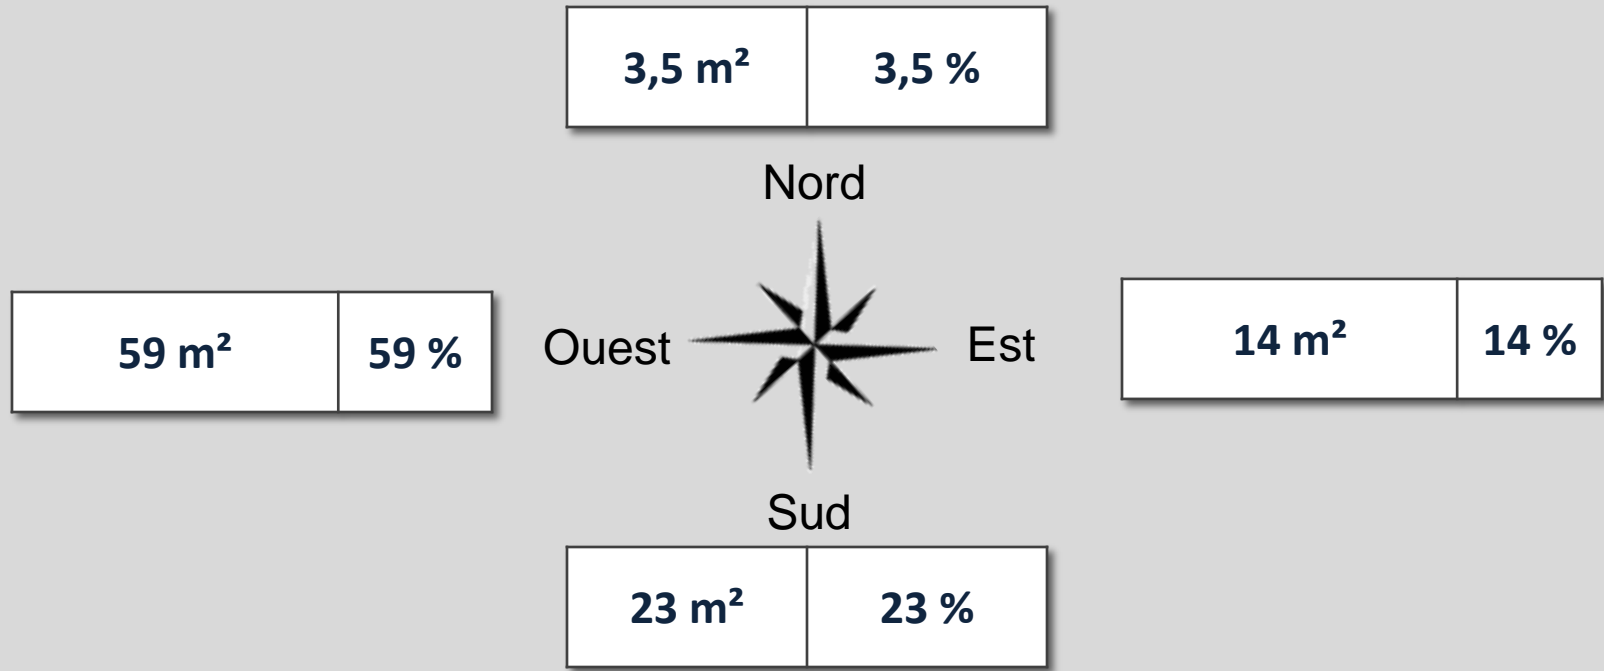 3,5 m² 3,5 %
Nord
59 m² 59 % Ouest Est 14 m² 14 %
Sud
23 m² 23 %